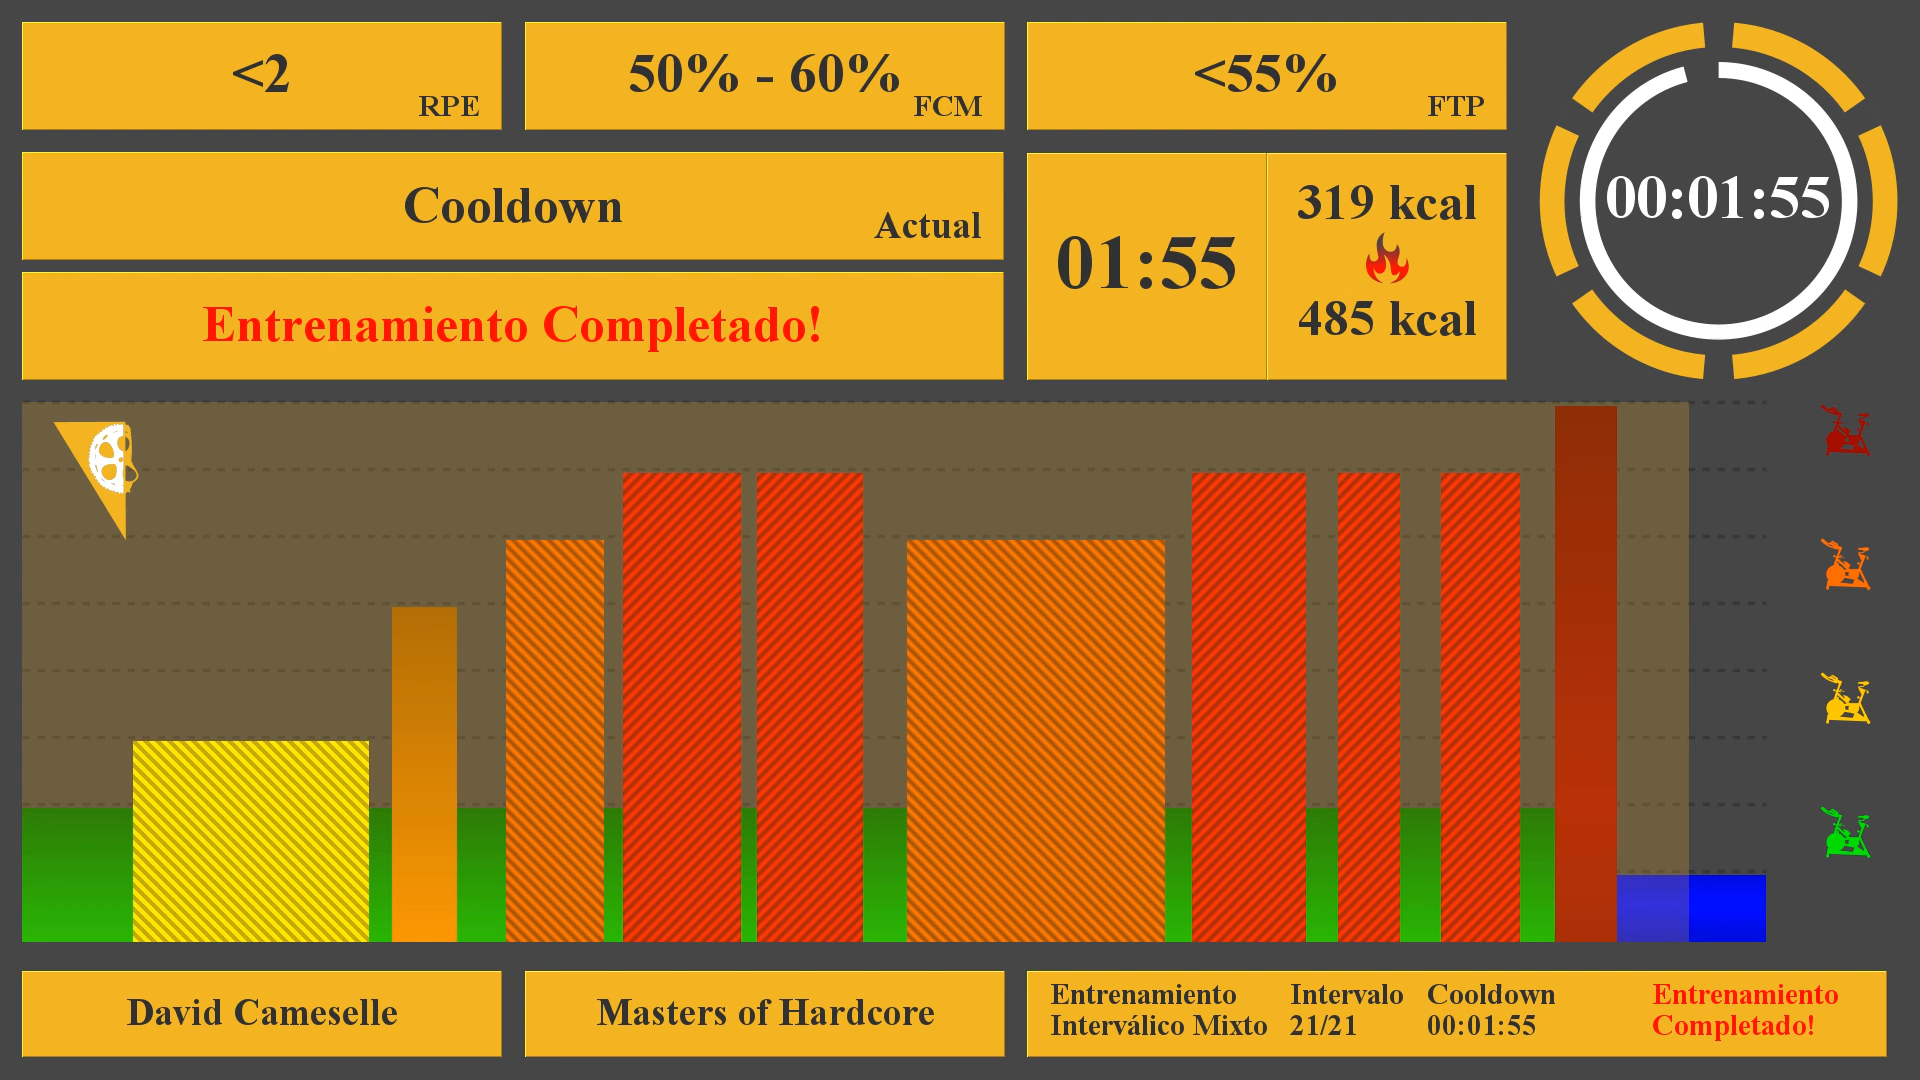 <2
RPE
50% - 60%
FCM
<55%
FTP
00:01:55
Cooldown
Actual
Entrenamiento Completado!
01:55
319 kcal
485 kcal
David Cameselle
Masters of Hardcore
Entrenamiento
Interválico Mixto
Intervalo
21/21
Cooldown
00:01:55
Entrenamiento
Completado!